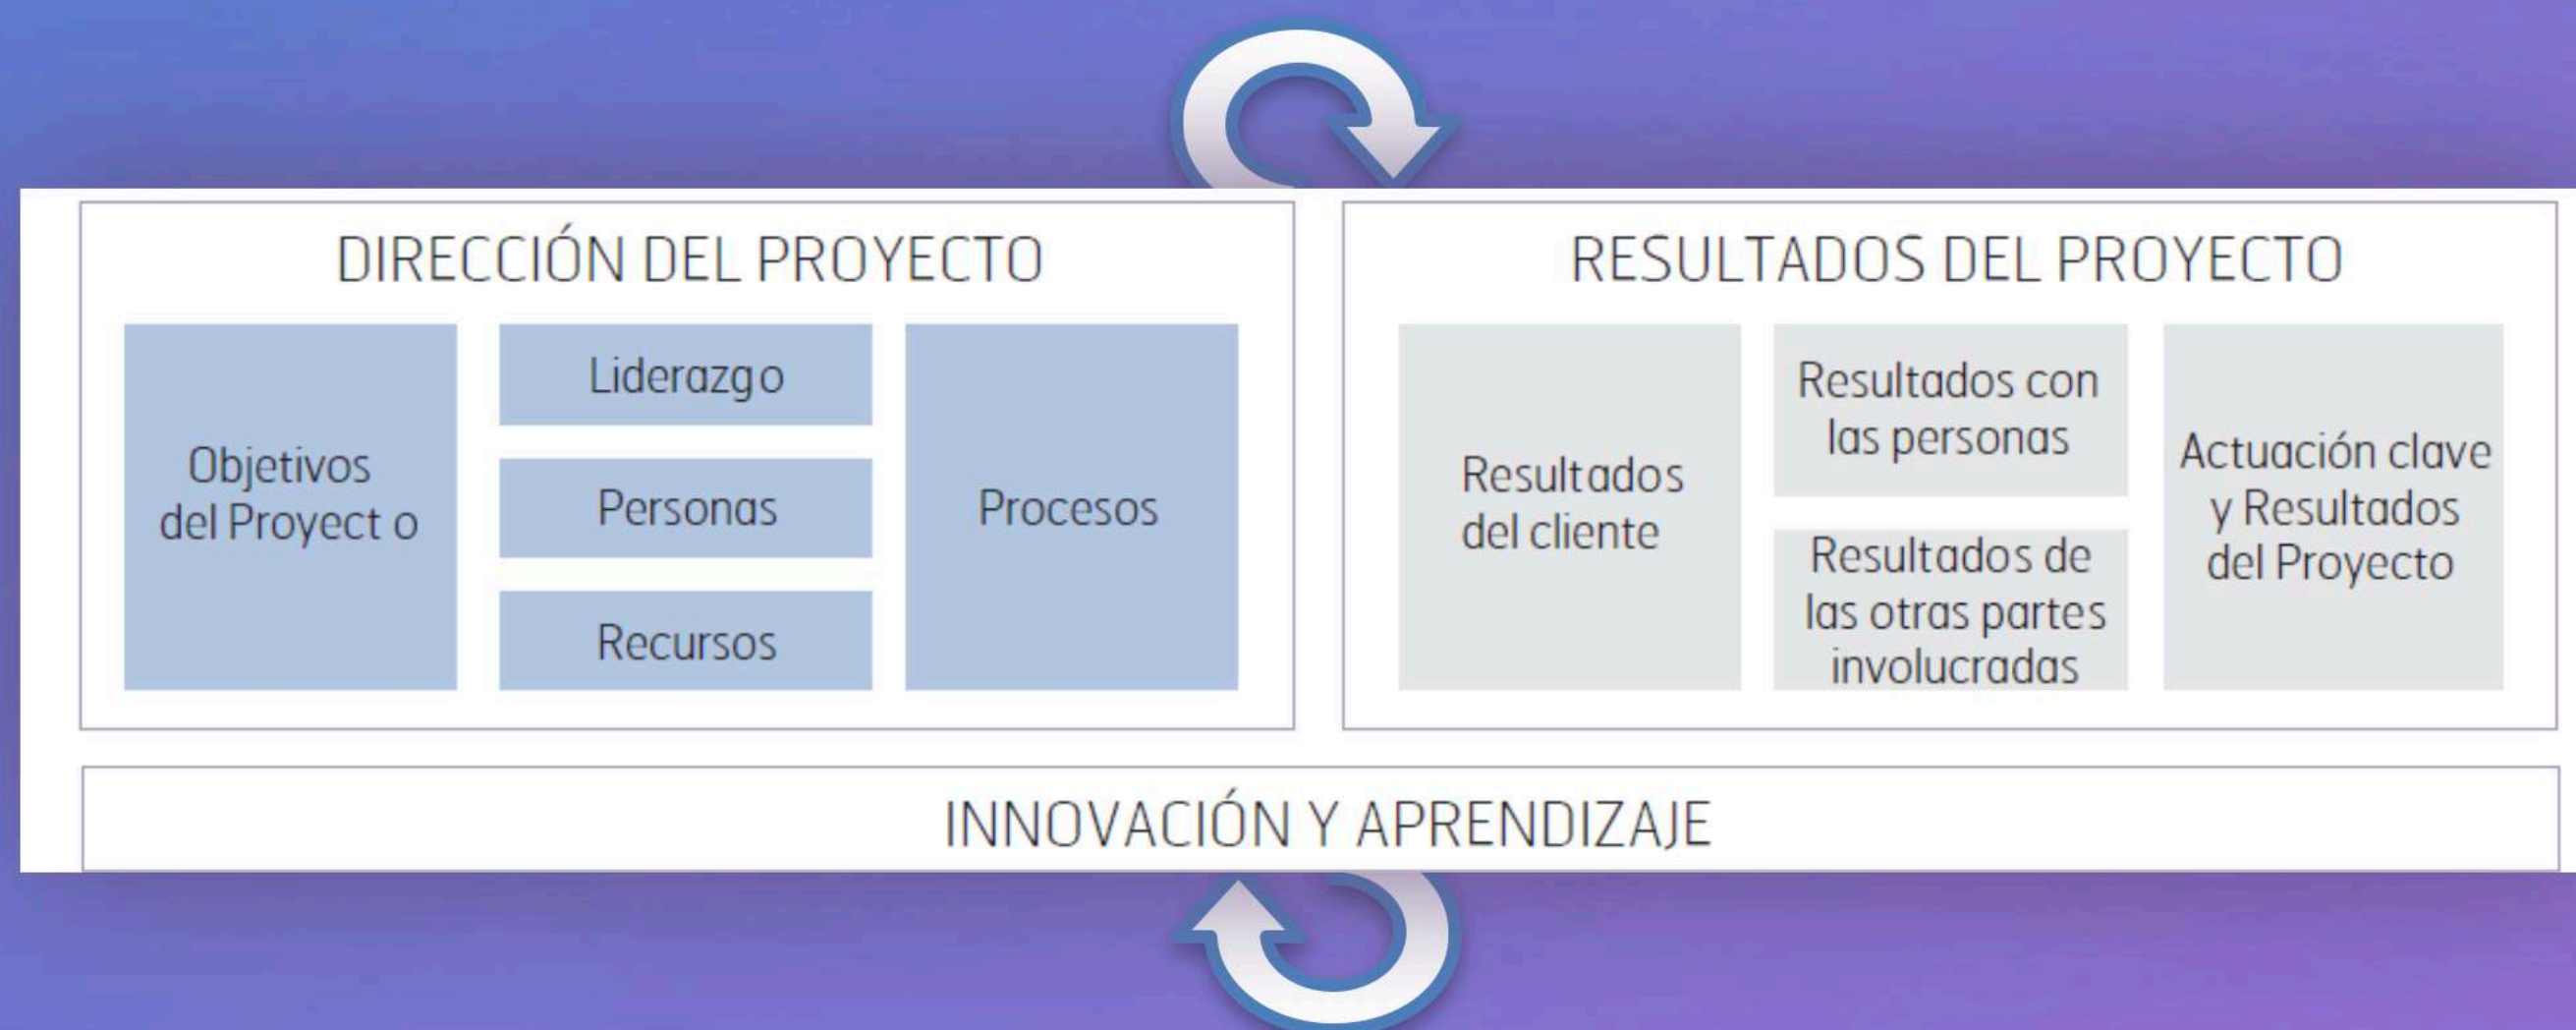 DIRECCIÓN DEL PROYECTO
Objetivos
del Proyect o
Liderazgo
Personas
Recursos
Procesos
RESULTADOS DEL PROYECTO
Resultados
del cliente
Resultados con
las personas
Resultados de
las otras partes
involucradas
Actuación clave
y Resultados
del Proyecto
INNOVACIÓN Y APRENDIZAJE